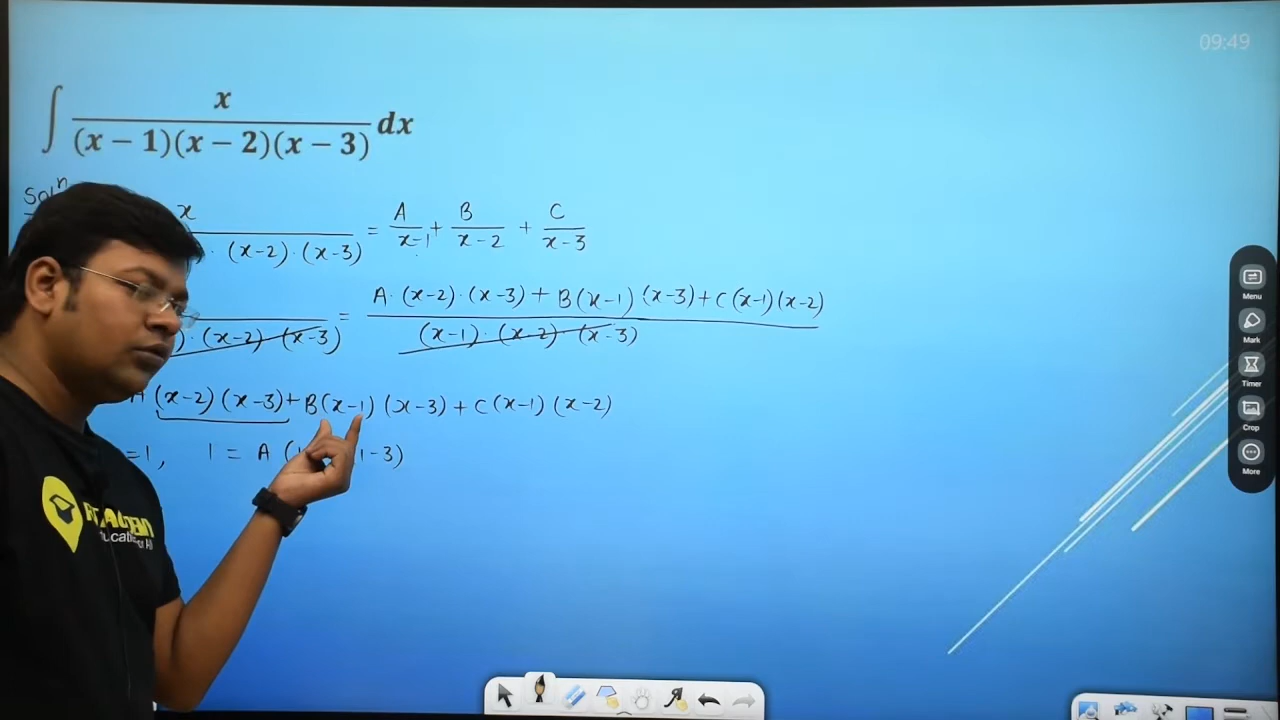 09:49
∫ x / (x − 1)(x − 2)(x − 3) dx
Solⁿ
x / · (x-2) · (x-3) = A / x-1 + B / x-2 + C / x-3
) · (x-2) (x-3) = A · (x-2) · (x-3) + B(x-1) (x-3) + C(x-1)(x-2) / (x-1) · (x-2) (x-3)
A (x-2) (x-3) + B(x-1) (x-3) + C(x-1) (x-2)
=1, 1 = A ( 1-3)
Menu
Mark
Timer
Crop
More